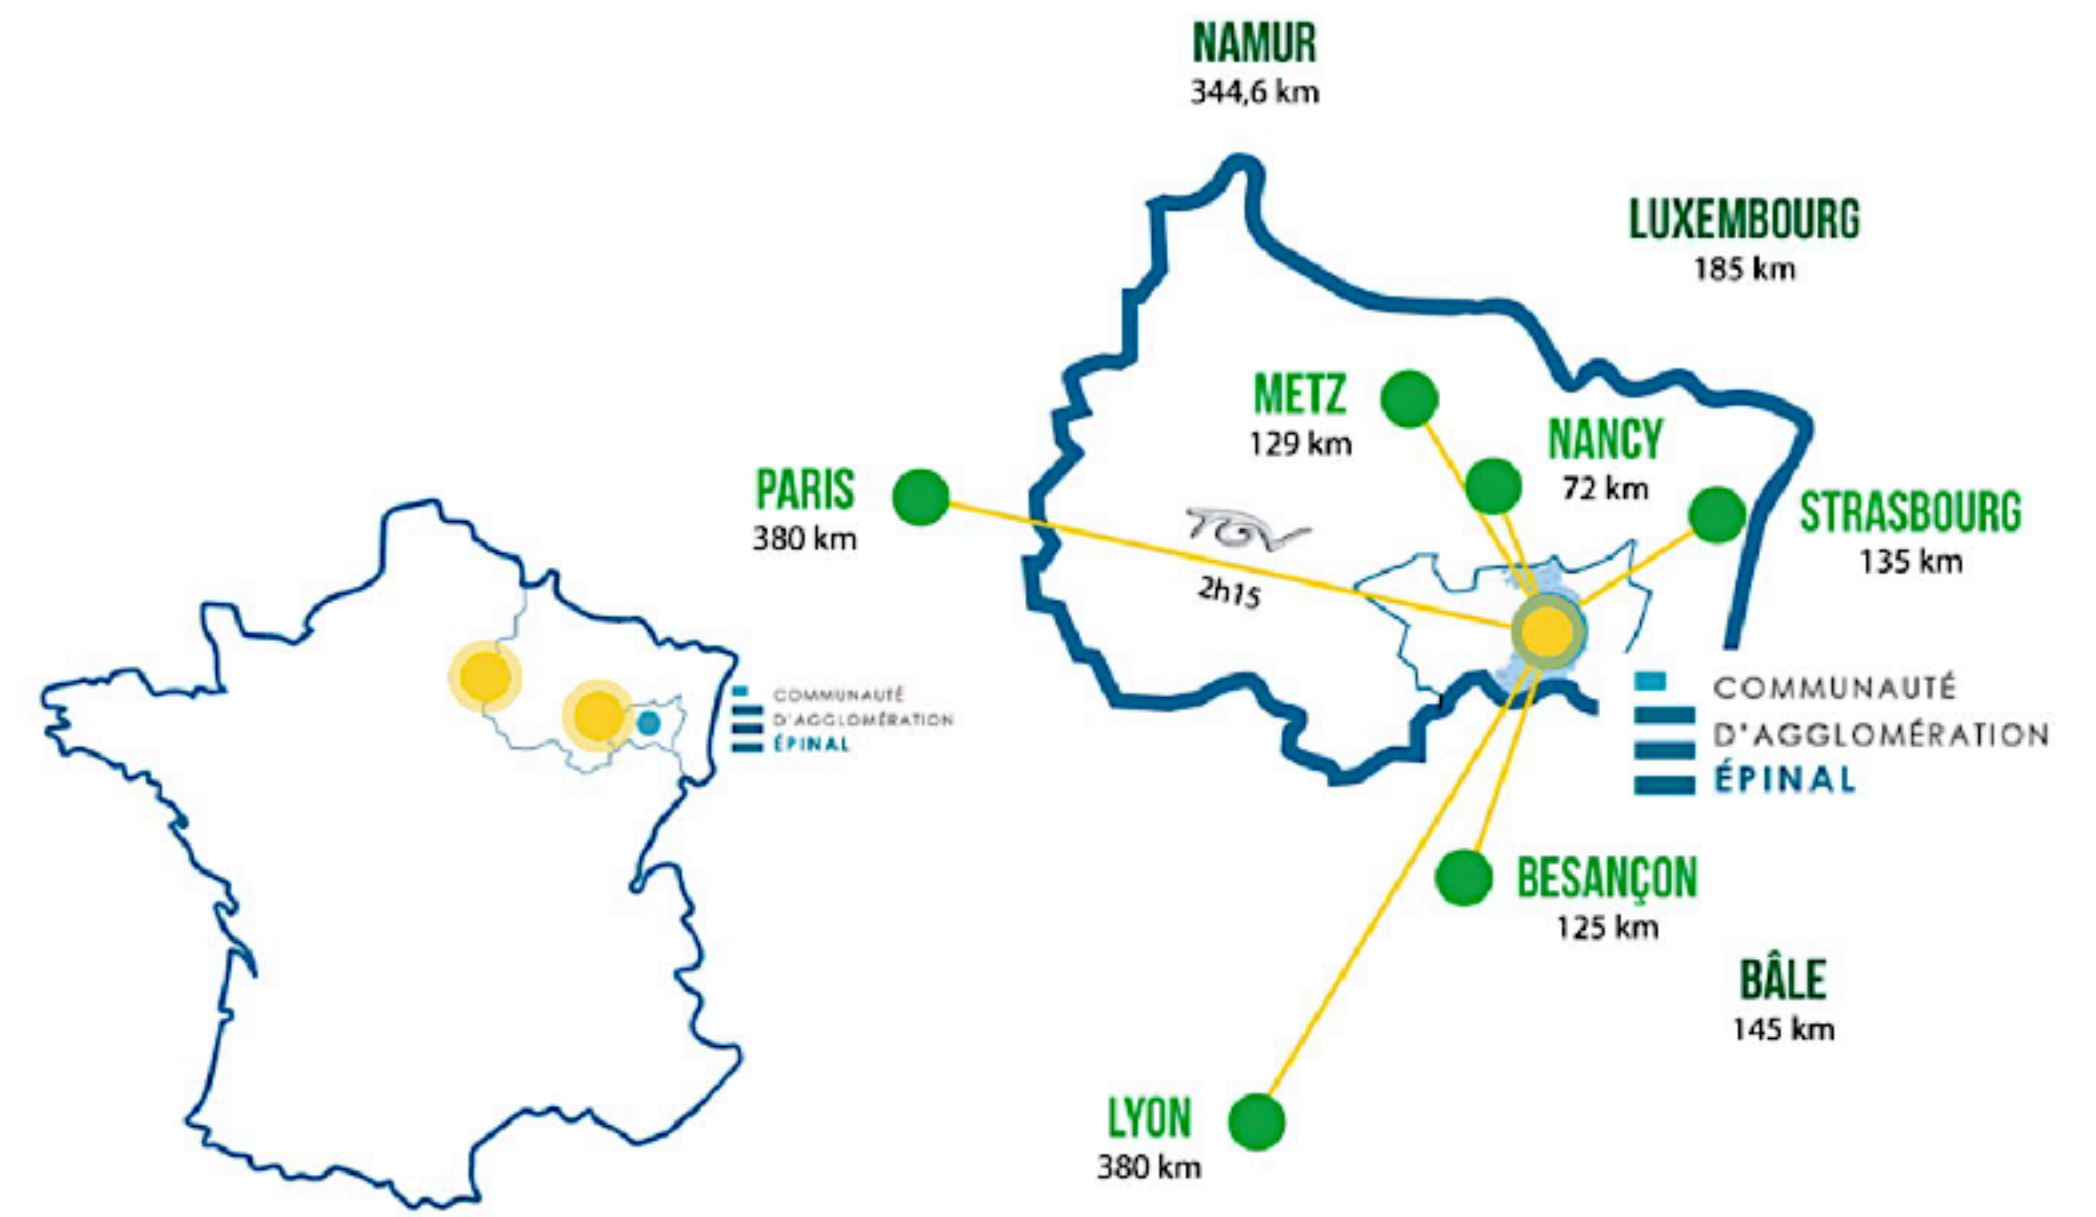 NAMUR
344,6 km
LUXEMBOURG
185 km
METZ
129 km
NANCY
72 km
PARIS
380 km
TGV
2h15
STRASBOURG
135 km
COMMUNAUTÉ
D'AGGLOMÉRATION
ÉPINAL
COMMUNAUTÉ
D'AGGLOMÉRATION
ÉPINAL
BESANÇON
125 km
BÂLE
145 km
LYON
380 km